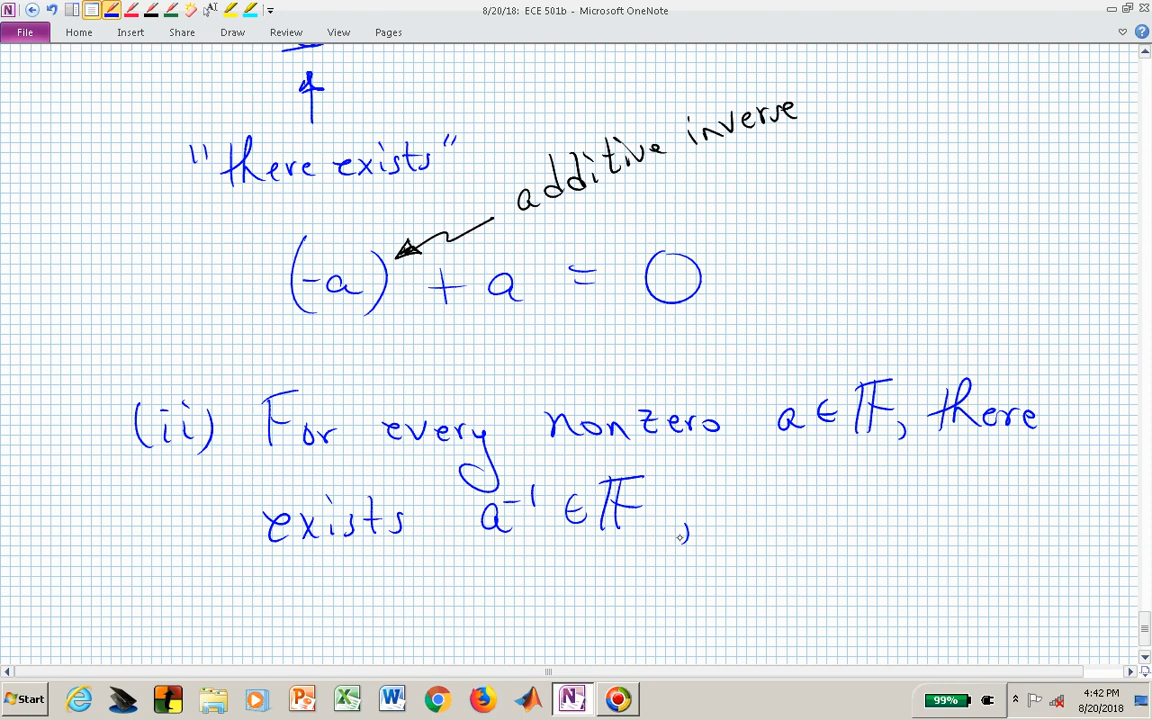 8/20/18: ECE 501b - Microsoft OneNote
File Home Insert Share Draw Review View Pages
"there exists"
additive inverse
(-a) + a = 0
(ii) For every nonzero a ∈ 𝔽, there
exists a⁻¹ ∈ 𝔽,
Start
99%
4:42 PM
8/20/2018